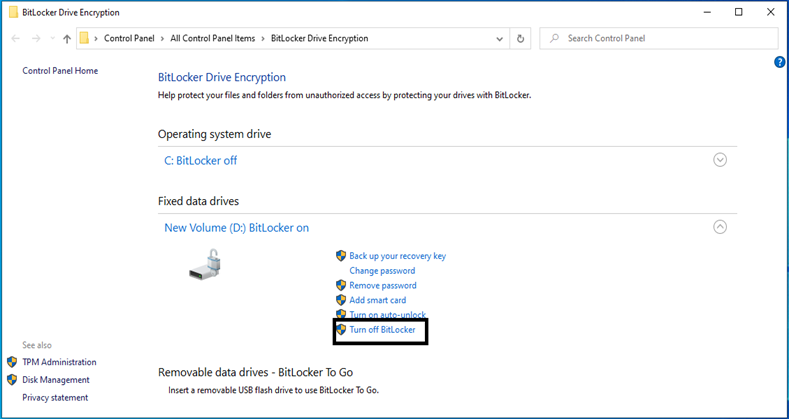 BitLocker Drive Encryption
Control Panel > All Control Panel Items > BitLocker Drive Encryption
Search Control Panel
?
Control Panel Home
BitLocker Drive Encryption
Help protect your files and folders from unauthorized access by protecting your drives with BitLocker.
Operating system drive
C: BitLocker off
Fixed data drives
New Volume (D:) BitLocker on
Back up your recovery key
Change password
Remove password
Add smart card
Turn on auto-unlock
Turn off BitLocker
Removable data drives - BitLocker To Go
Insert a removable USB flash drive to use BitLocker To Go.
See also
TPM Administration
Disk Management
Privacy statement